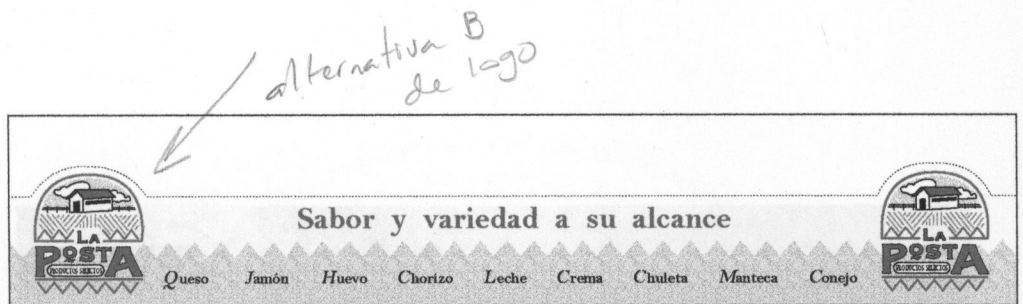 alternativa B
de logo
Sabor y variedad a su alcance
LA
POSTA
PRODUCTOS SELECTOS
Queso Jamón Huevo Chorizo Leche Crema Chuleta Manteca Conejo
LA
POSTA
PRODUCTOS SELECTOS